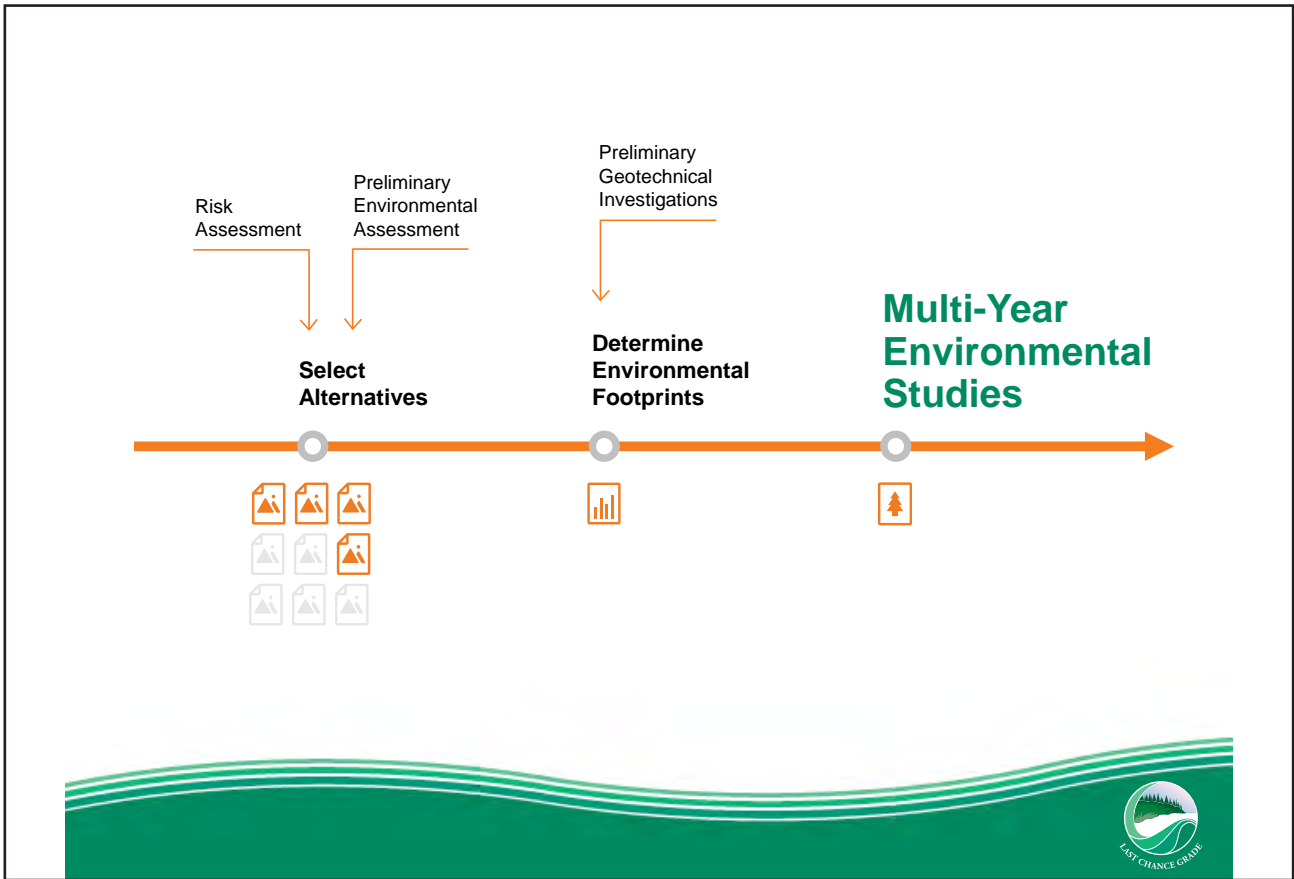 Risk
Assessment
Preliminary
Environmental
Assessment
Preliminary
Geotechnical
Investigations
Select
Alternatives
Determine
Environmental
Footprints
Multi-Year
Environmental
Studies
LAST CHANCE GRADE